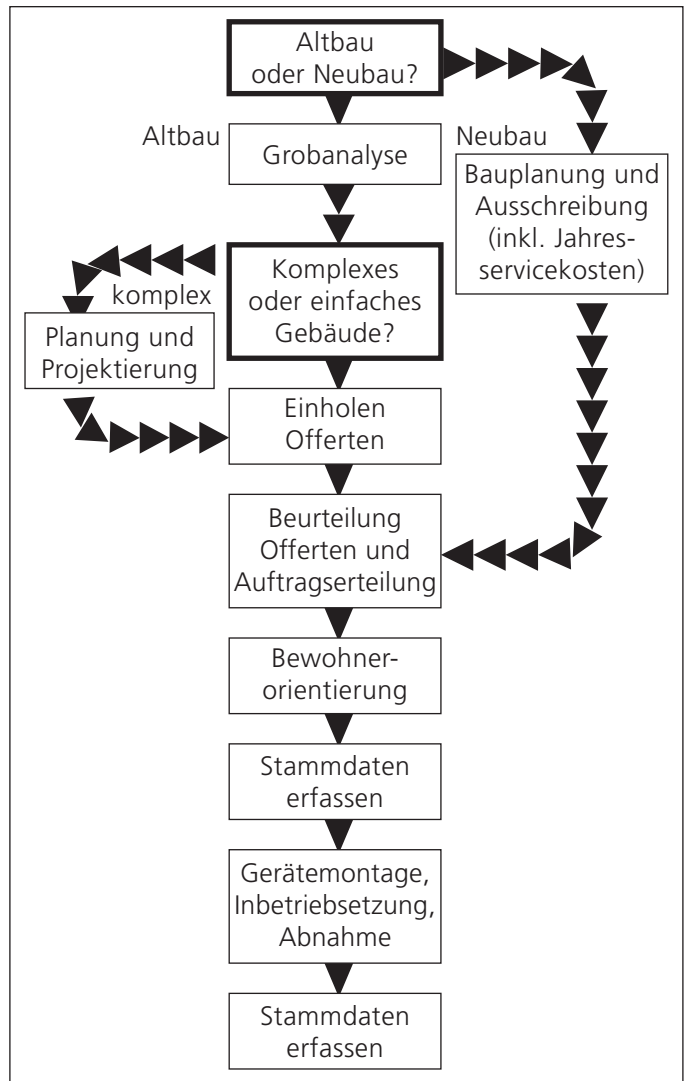 Altbau
oder Neubau?
Altbau
Grobanalyse
Neubau
Bauplanung und
Ausschreibung
(inkl. Jahres-
servicekosten)
Komplexes
oder einfaches
Gebäude?
komplex
Planung und
Projektierung
Einholen
Offerten
Beurteilung
Offerten und
Auftragserteilung
Bewohner-
orientierung
Stammdaten
erfassen
Gerätemontage,
Inbetriebsetzung,
Abnahme
Stammdaten
erfassen